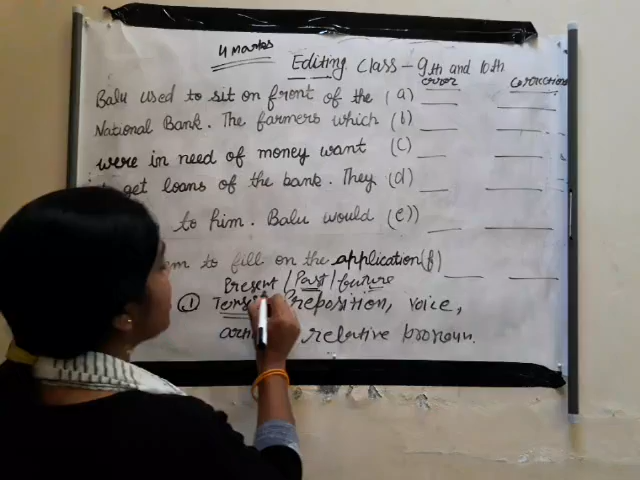 4 Marks
Editing Class - 9th and 10th
error corrections
Balu used to sit on front of the (a)
National Bank. The farmers which (b)
were in need of money want (c)
get loans of the bank. They (d)
to him. Balu would (e))
to fill on the application (f)
Present / Past / future
① Preposition, voice,
relative pronoun.